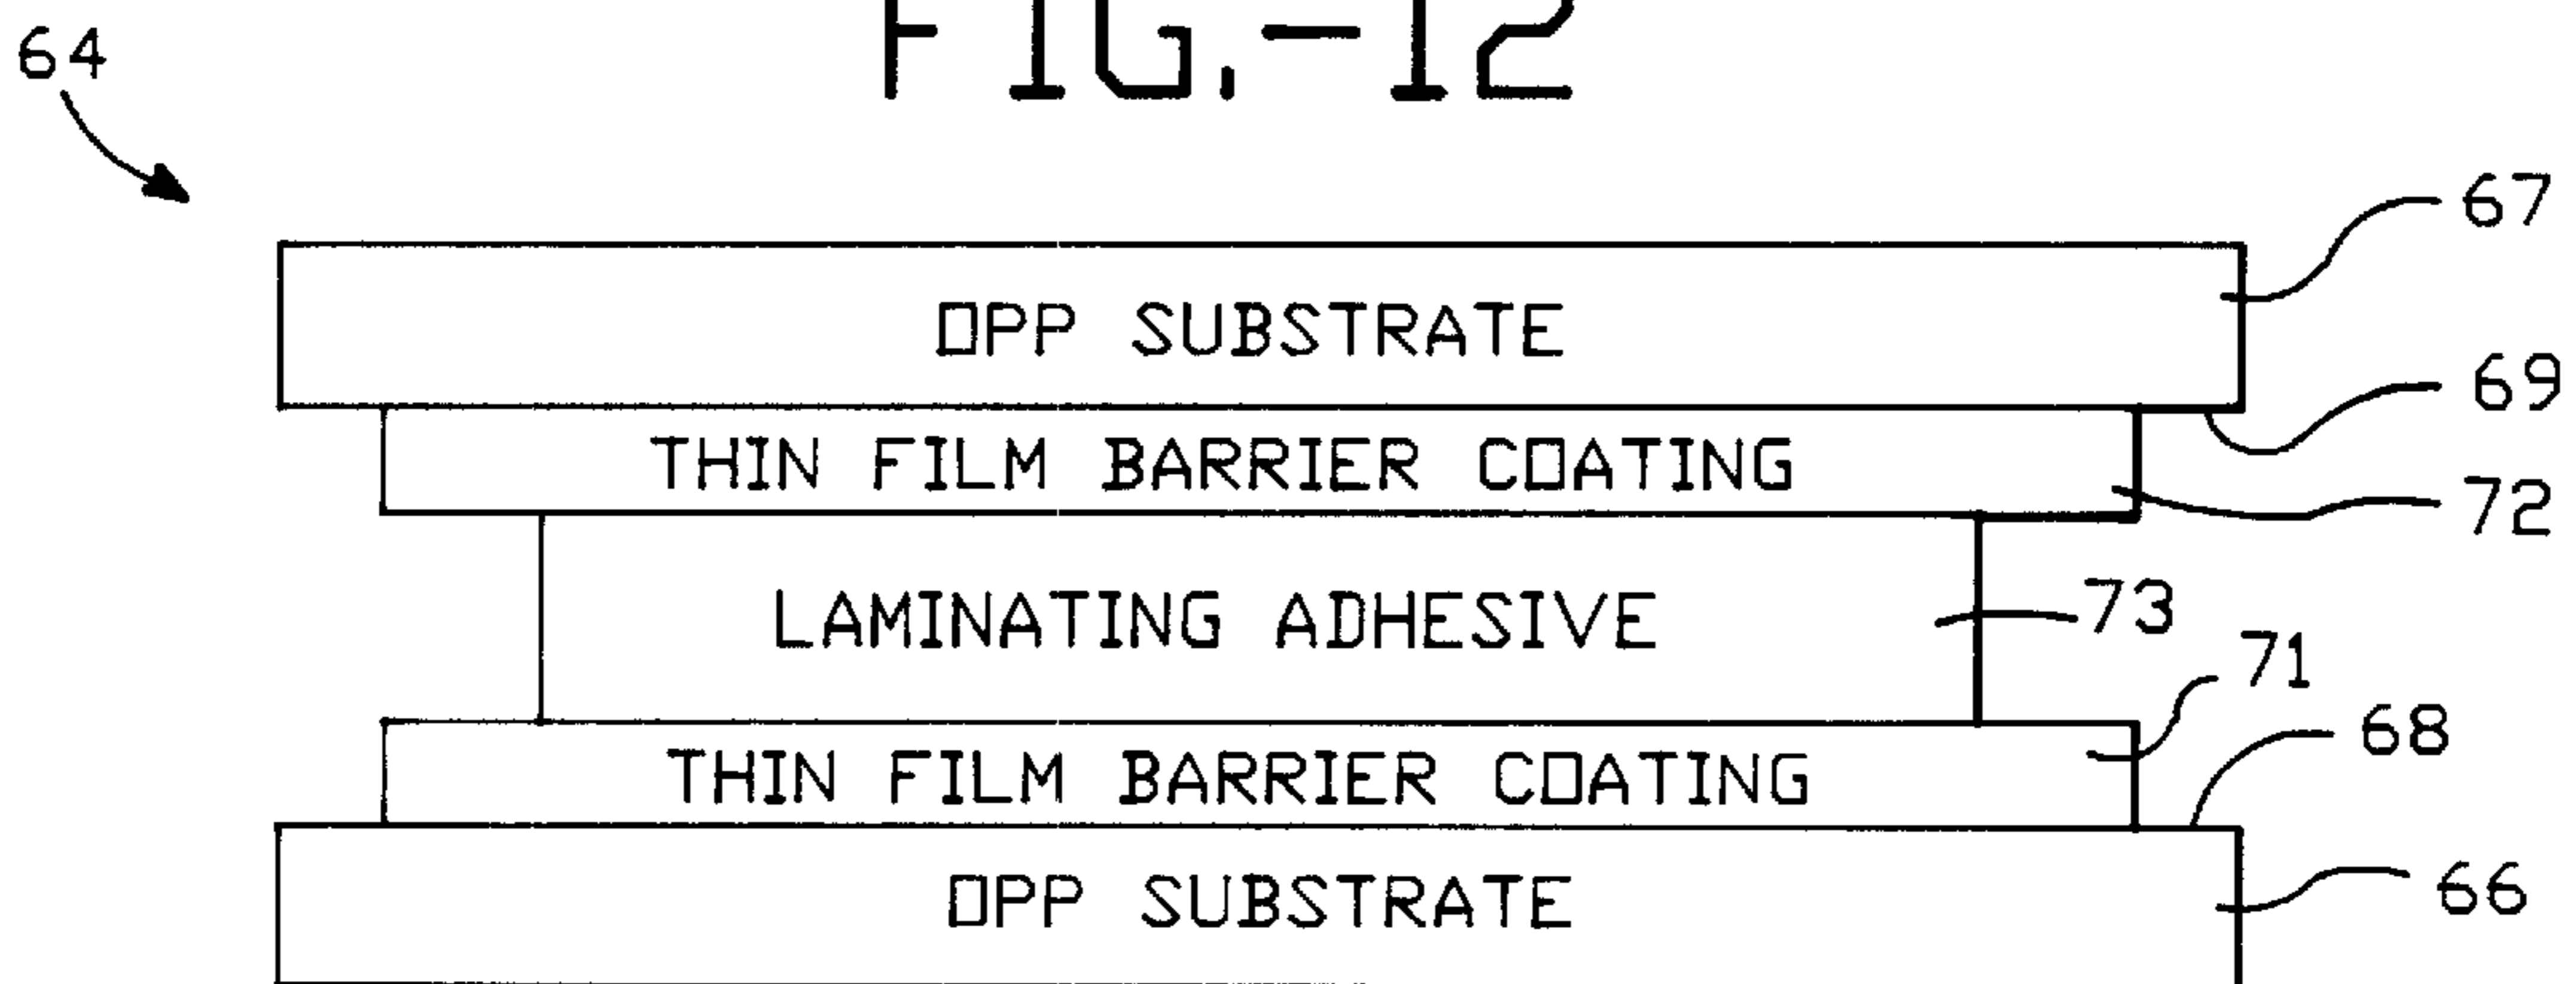 FIG.-12
64
67
OPP SUBSTRATE
69
THIN FILM BARRIER COATING
72
LAMINATING ADHESIVE
73
71
THIN FILM BARRIER COATING
68
OPP SUBSTRATE
66